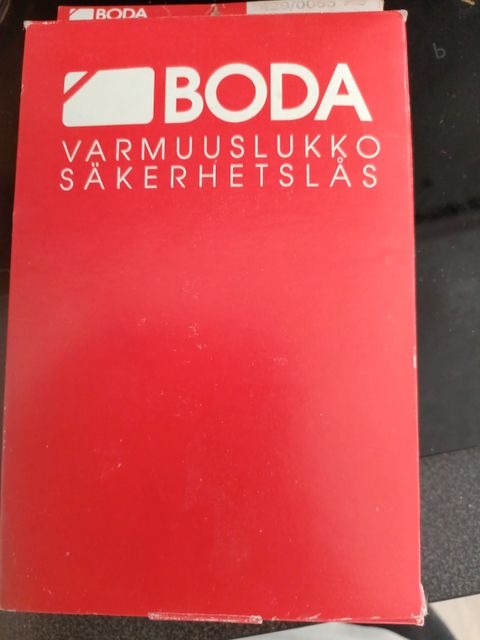 BODA
BODA
VARMUUSLUKKO
SÄKERHETSLÅS